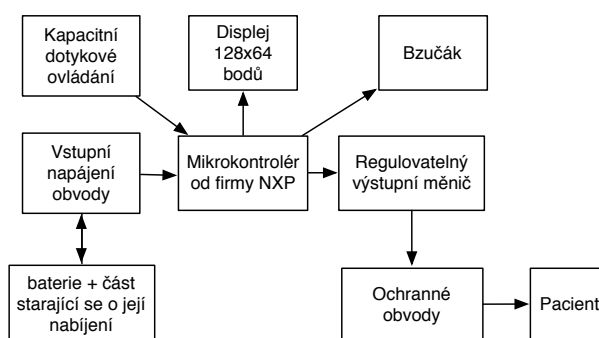 Kapacitní
dotykové
ovládání
Displej
128x64
bodů
Bzučák
Vstupní
napájení
obvody
Mikrokontrolér
od firmy NXP
Regulovatelný
výstupní měnič
baterie + část
starající se o její
nabíjení
Ochranné
obvody
Pacient